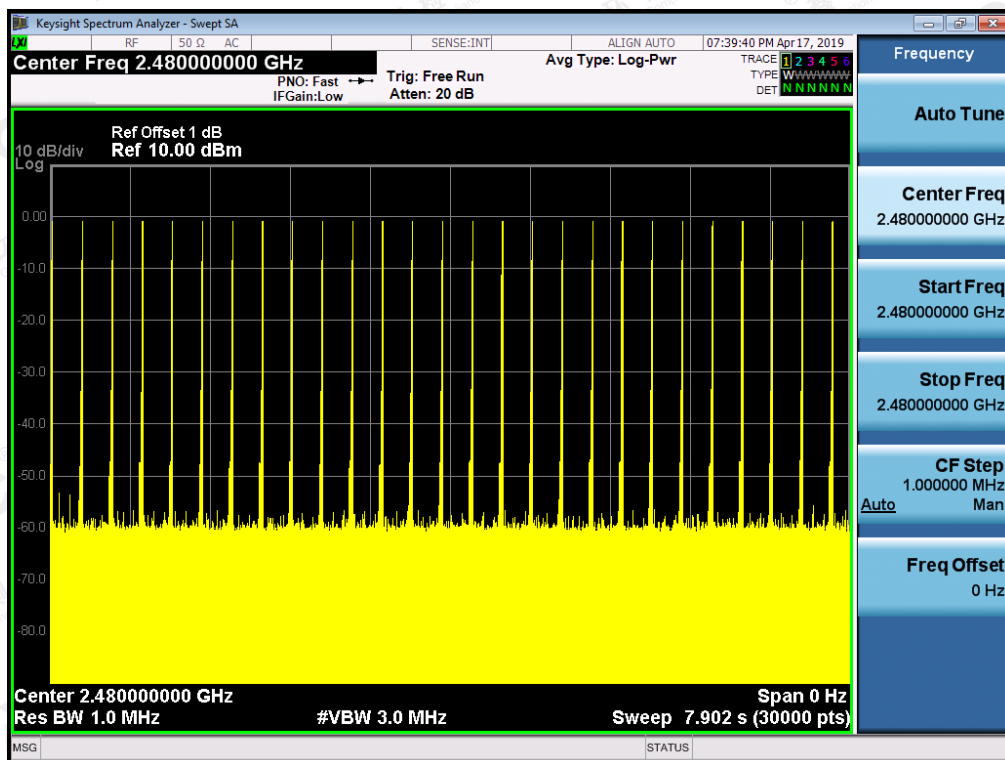 Keysight Spectrum Analyzer - Swept SA
LXI RF 50 Ω AC SENSE:INT ALIGN AUTO 07:39:40 PM Apr 17, 2019
Center Freq 2.480000000 GHz
PNO: Fast
IFGain:Low
Trig: Free Run
Atten: 20 dB
Avg Type: Log-Pwr
TRACE 1 2 3 4 5 6
TYPE WWWWWW
DET N N N N N N
Ref Offset 1 dB
10 dB/div Ref 10.00 dBm
Log
0.00
-10.0
-20.0
-30.0
-40.0
-50.0
-60.0
-70.0
-80.0
Center 2.480000000 GHz Span 0 Hz
Res BW 1.0 MHz #VBW 3.0 MHz Sweep 7.902 s (30000 pts)
MSG STATUS
Frequency
Auto Tune
Center Freq
2.480000000 GHz
Start Freq
2.480000000 GHz
Stop Freq
2.480000000 GHz
CF Step
1.000000 MHz
Auto Man
Freq Offset
0 Hz